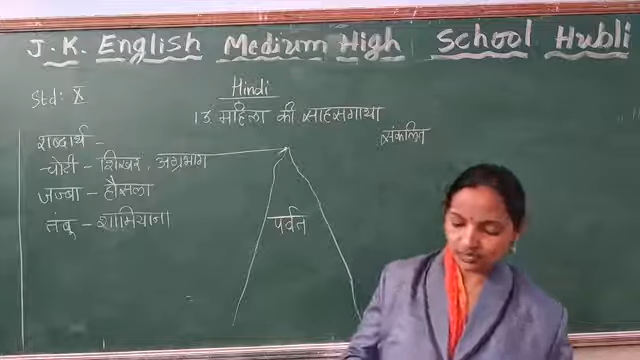 J.K. English Medium High School Hubli
Hindi
Std: X
13. महिला की साहसगाथा
संकलित
शब्दार्थ -
चोटी - शिखर, अग्रभाग
जज्बा - हौसला
तंबू - शामियाना
पर्वत